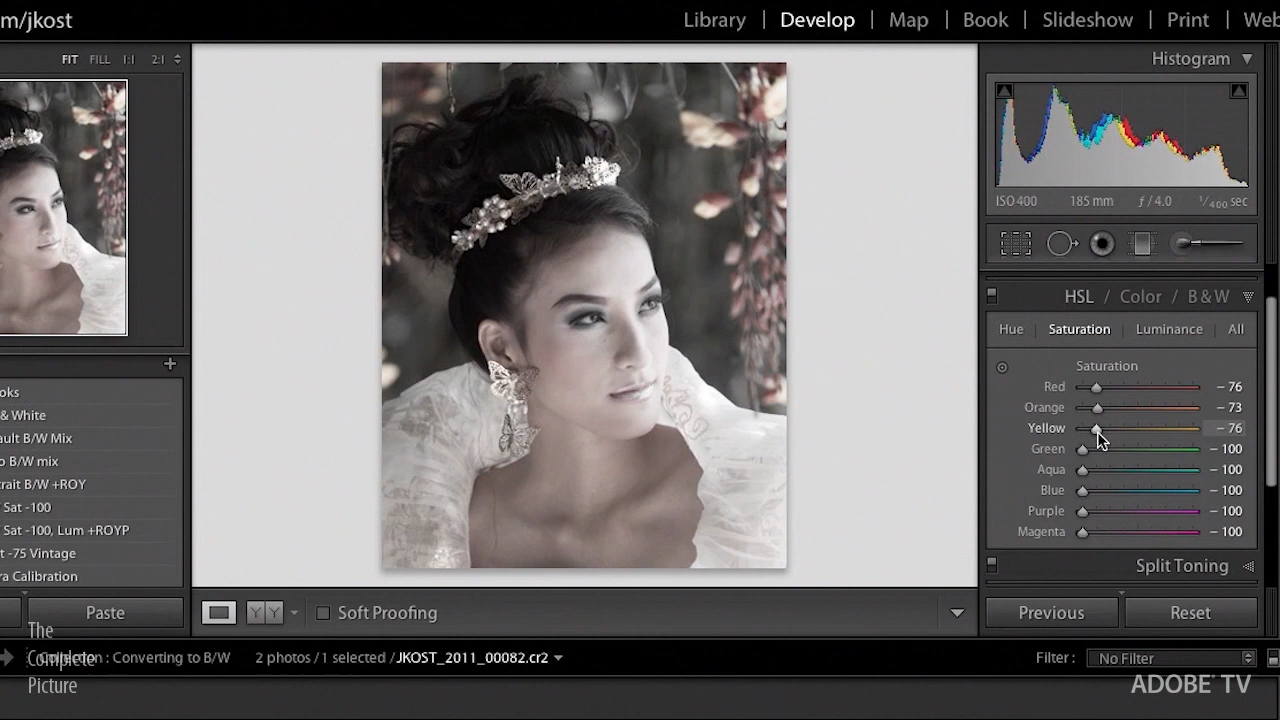 m/jkost
Library | Develop | Map | Book | Slideshow | Print | Web
FIT FILL 1:1 2:1
Histogram
ISO 400 185 mm ƒ / 4.0 1/400 sec
HSL / Color / B & W
Hue | Saturation | Luminance | All
Saturation
Red - 76
Orange - 73
Yellow - 76
Green - 100
Aqua - 100
Blue - 100
Purple - 100
Magenta - 100
Split Toning
Previous Reset
+
oks
& White
ault B/W Mix
o B/W mix
trait B/W +ROY
Sat -100
Sat -100, Lum +ROYP
t -75 Vintage
ra Calibration
Paste
Y Y
Soft Proofing
: Converting to B/W 2 photos / 1 selected / JKOST_2011_00082.cr2
Filter : No Filter
The
Complete
Picture
ADOBE® TV